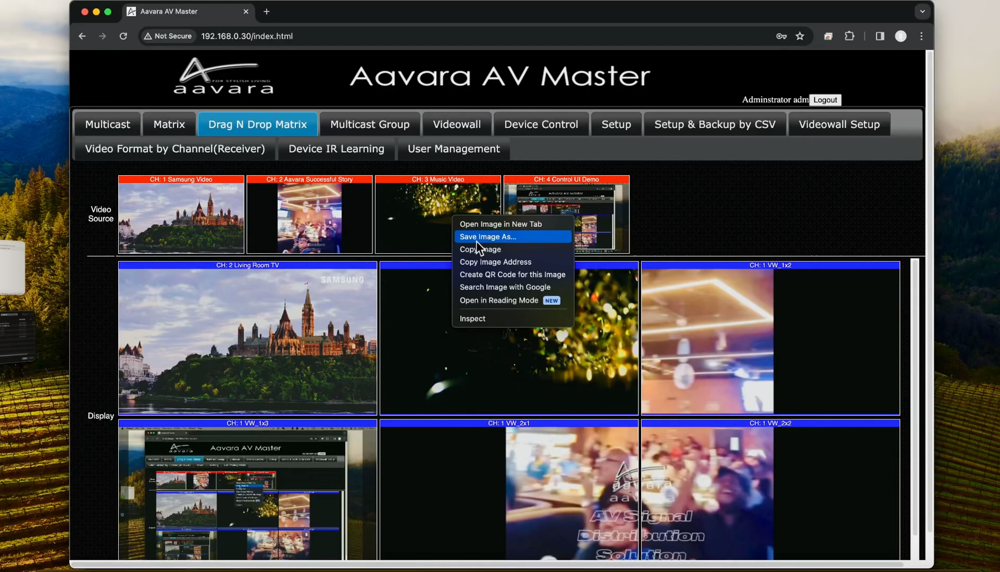 Aavara AV Master
Not Secure 192.168.0.30/index.html
FOR STYLISH LIVING
aavara
Aavara AV Master
Adminstrator adm Logout
Multicast Matrix Drag N Drop Matrix Multicast Group Videowall Device Control Setup Setup & Backup by CSV Videowall Setup
Video Format by Channel(Receiver) Device IR Learning User Management
CH: 1 Samsung Video CH: 2 Aavara Successful Story CH: 3 Music Video CH: 4 Control UI Demo
SAMSUNG
Aavara AV Master
Video
Source
Open Image in New Tab
Save Image As...
Copy Image
Copy Image Address
Create QR Code for this Image
Search Image with Google
Open in Reading Mode NEW
Inspect
CH: 2 Living Room TV CH: 1 VW_1x2
SAMSUNG
Display
CH: 1 VW_1x3 CH: 1 VW_2x1 CH: 1 VW_2x2
Aavara AV Master
aavara
AV Signal
Distribution
Solution